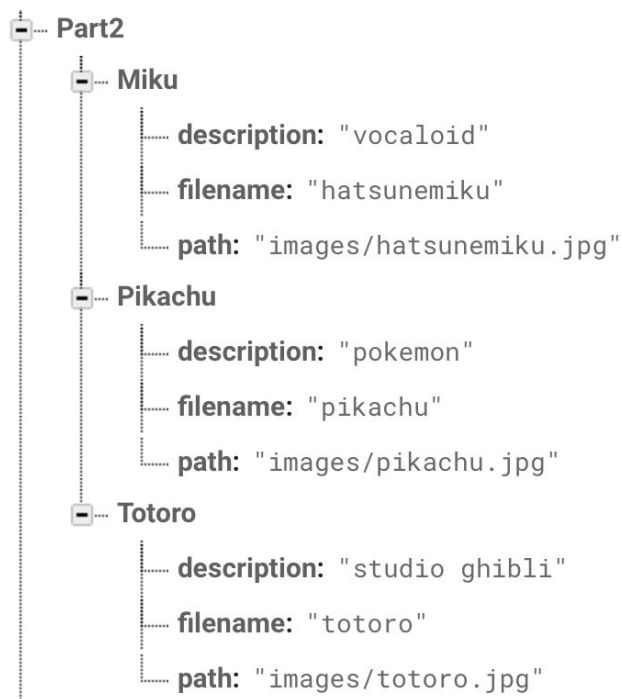 Part2
Miku
description: "vocaloid"
filename: "hatsunemiku"
path: "images/hatsunemiku.jpg"
Pikachu
description: "pokemon"
filename: "pikachu"
path: "images/pikachu.jpg"
Totoro
description: "studio ghibli"
filename: "totoro"
path: "images/totoro.jpg"